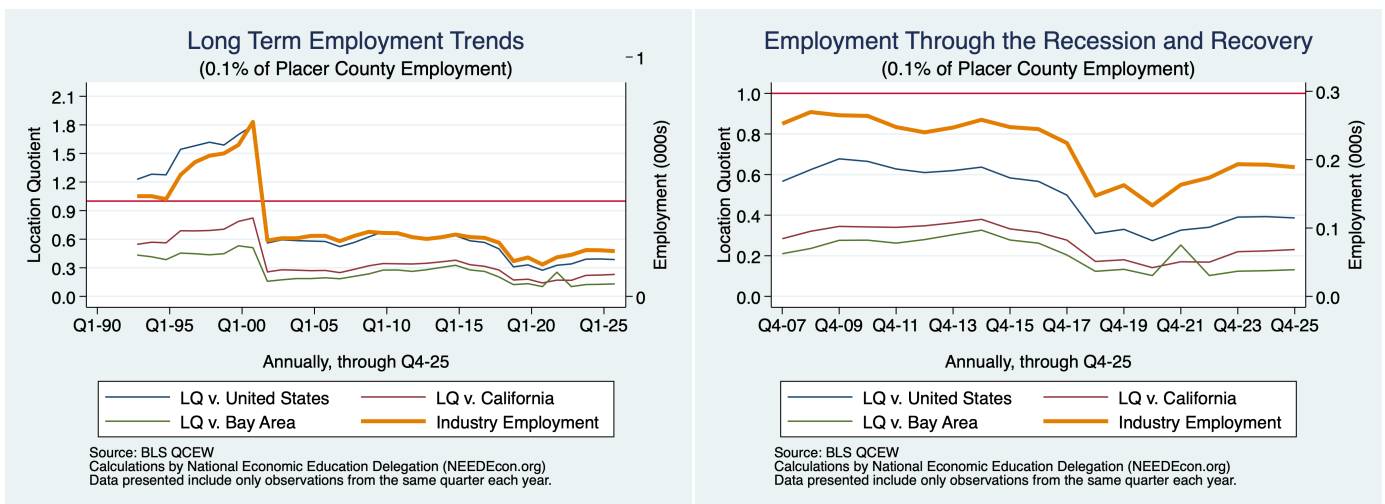 Long Term Employment Trends
(0.1% of Placer County Employment)
Location Quotient
2.1
1.8
1.5
1.2
0.9
0.6
0.3
0.0
1
0
Employment (000s)
Q1-90 Q1-95 Q1-00 Q1-05 Q1-10 Q1-15 Q1-20 Q1-25
Annually, through Q4-25
LQ v. United States LQ v. California
LQ v. Bay Area Industry Employment
Source: BLS QCEW
Calculations by National Economic Education Delegation (NEEDEcon.org)
Data presented include only observations from the same quarter each year.
Employment Through the Recession and Recovery
(0.1% of Placer County Employment)
Location Quotient
1.0
0.8
0.6
0.4
0.2
0.0
0.3
0.2
0.1
0.0
Employment (000s)
Q4-07 Q4-09 Q4-11 Q4-13 Q4-15 Q4-17 Q4-19 Q4-21 Q4-23 Q4-25
Annually, through Q4-25
LQ v. United States LQ v. California
LQ v. Bay Area Industry Employment
Source: BLS QCEW
Calculations by National Economic Education Delegation (NEEDEcon.org)
Data presented include only observations from the same quarter each year.